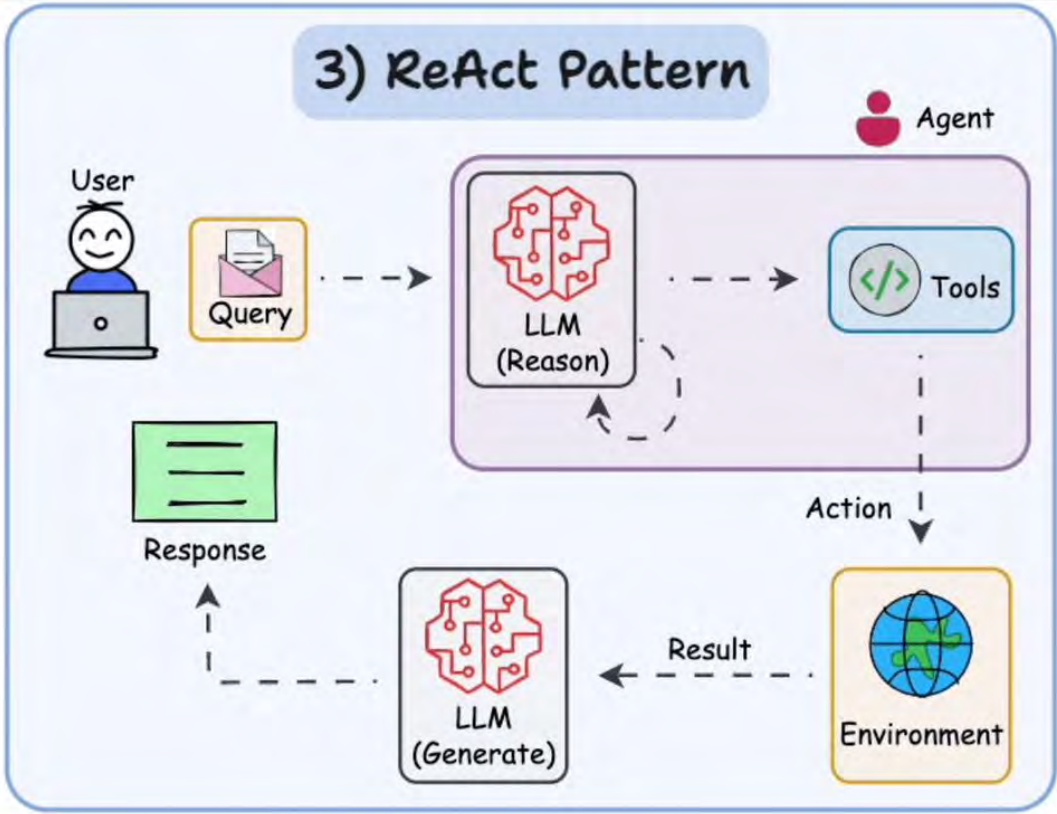 3) ReAct Pattern
Agent
User
Query
LLM
(Reason)
</> Tools
Action
Response
Result
LLM
(Generate)
Environment